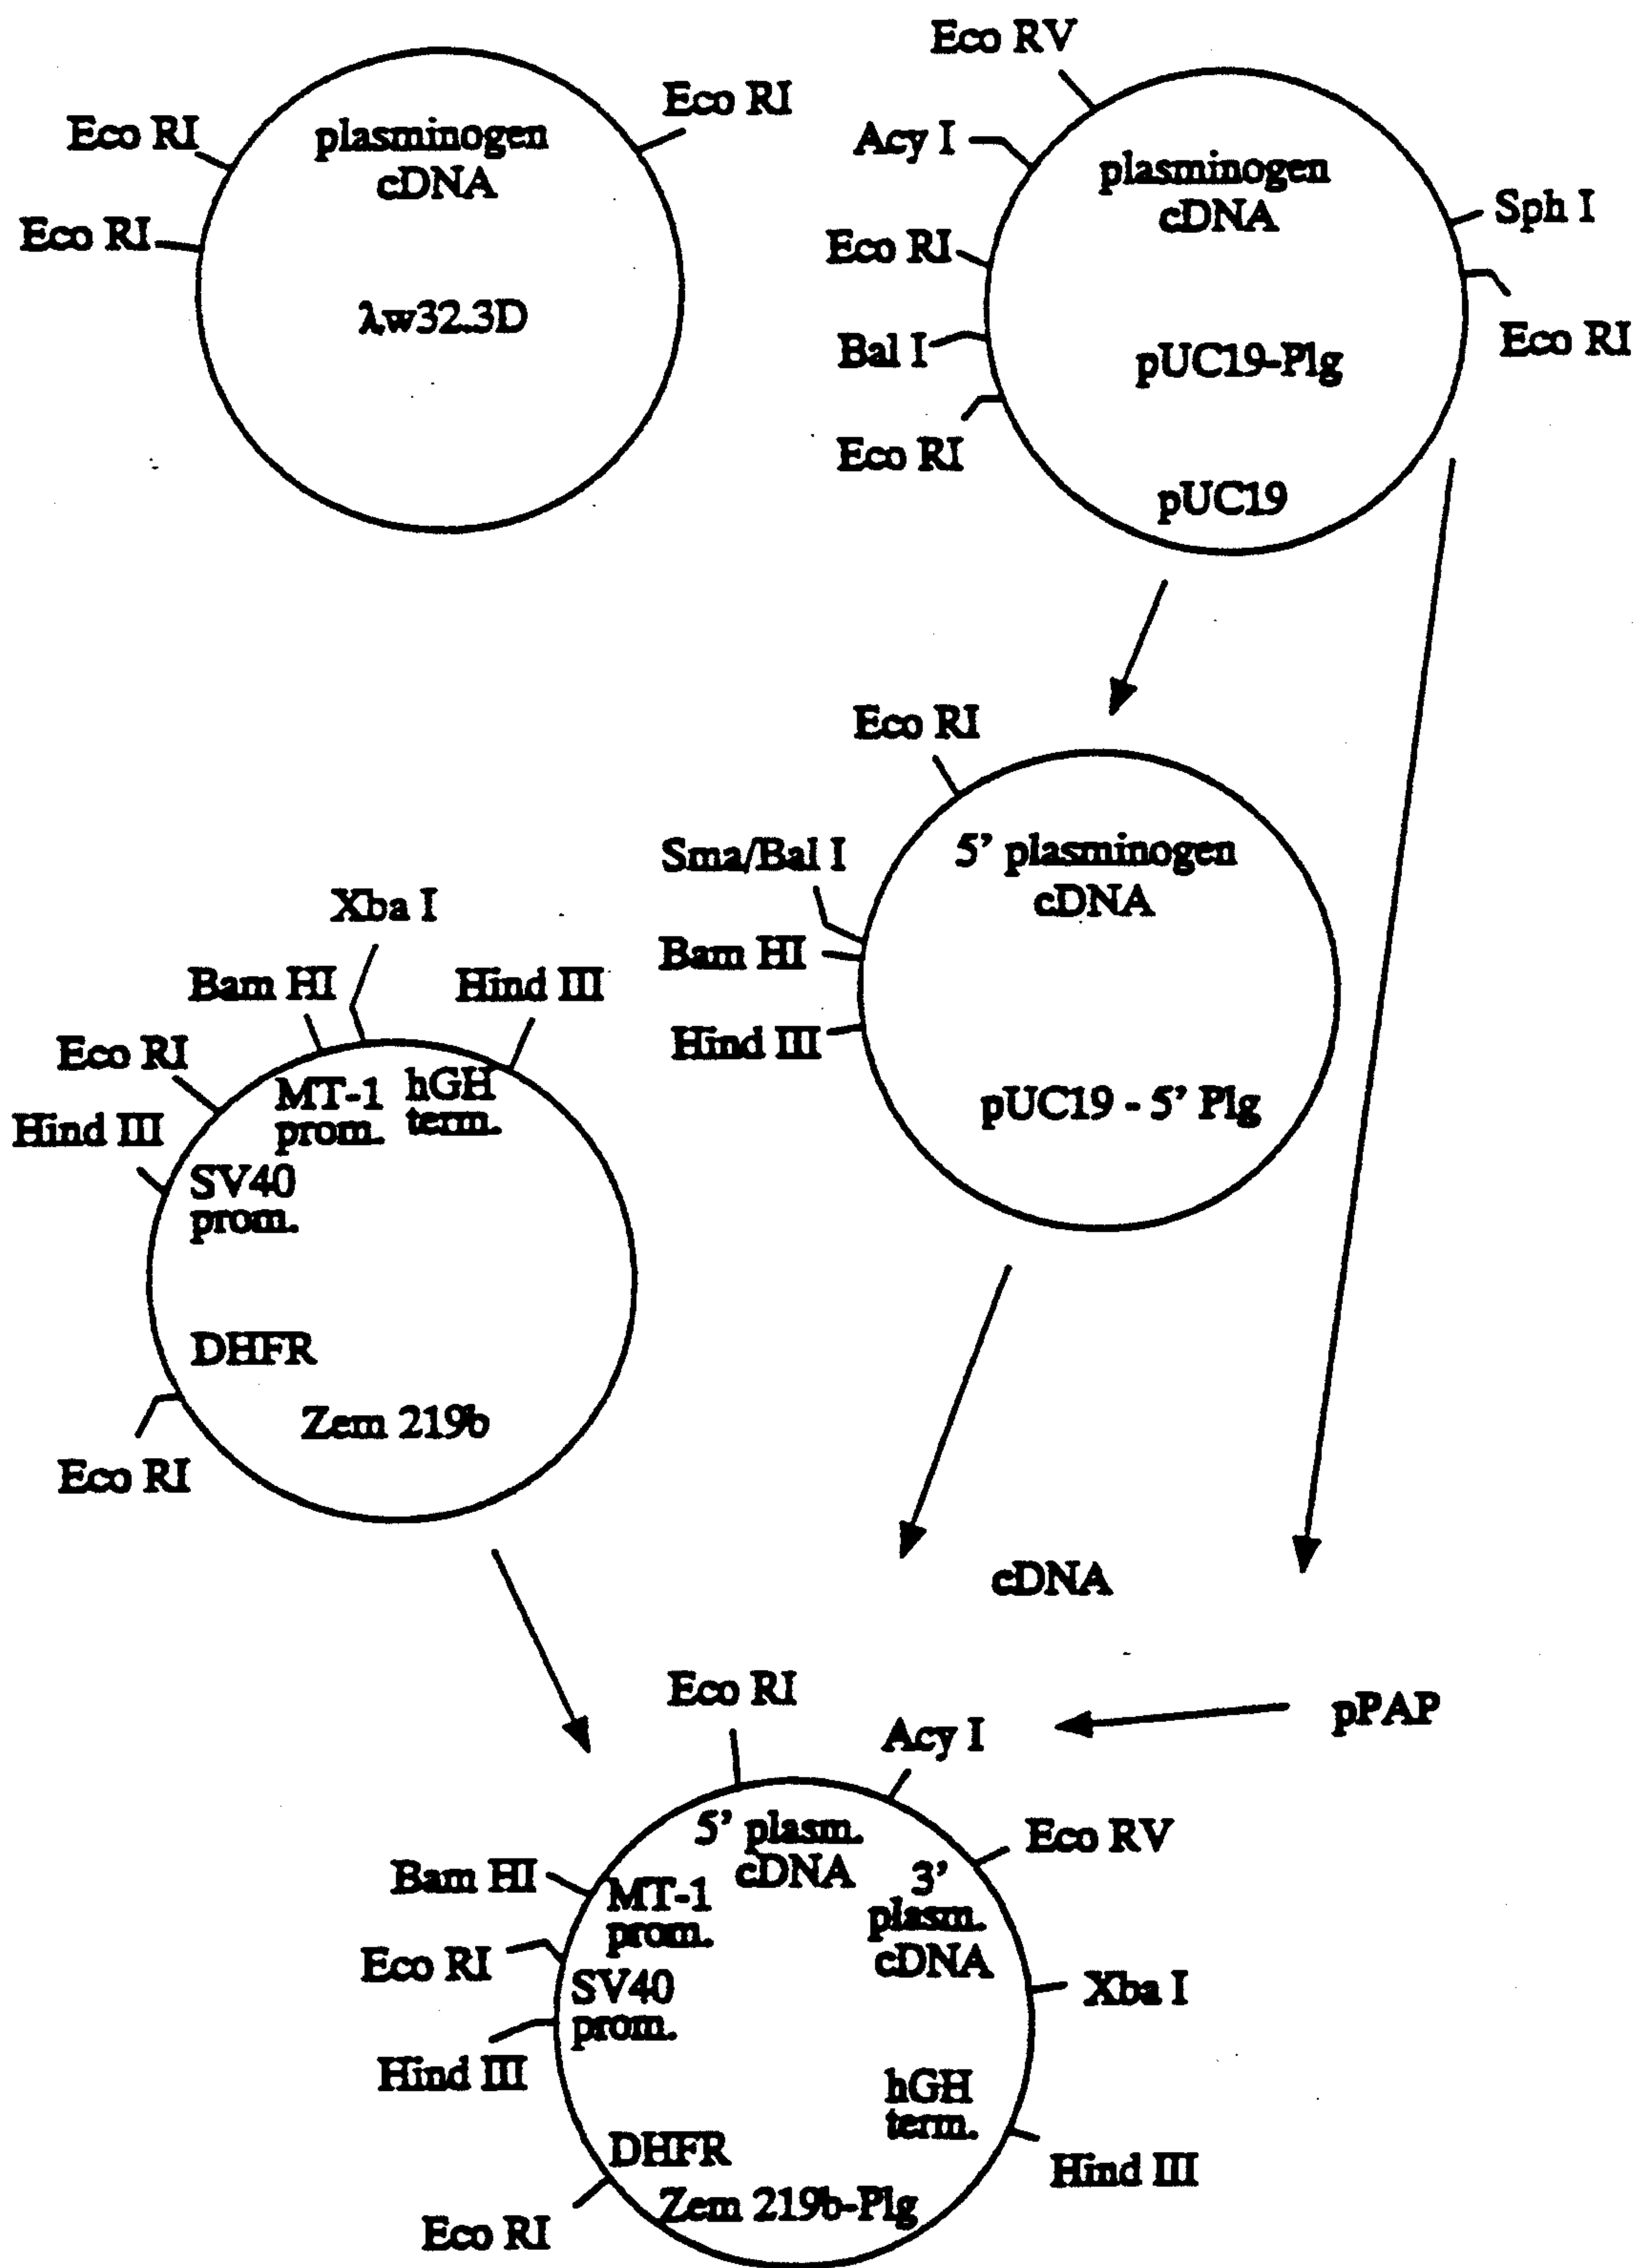 Eco RI
Eco RI
Eco RI
plasminogen
cDNA
λw32.3D
Eco RV
Acy I
Eco RI
Bal I
Eco RI
plasminogen
cDNA
Sph I
Eco RI
pUC19-Plg
pUC19
Eco RI
Sma/Bal I
Bam HI
Hind III
5' plasminogen
cDNA
pUC19 - 5' Plg
Xba I
Bam HI
Hind III
Eco RI
Hind III
MT-1
prom.
hGH
term.
SV40
prom.
DHFR
Zem 219b
Eco RI
cDNA
pPAP
Eco RI
Acy I
Eco RV
5' plasm.
cDNA
3'
plasm.
cDNA
Bam HI
MT-1
prom.
Eco RI
SV40
prom.
Hind III
Xba I
hGH
term.
Hind III
DHFR
Zem 219b-Plg
Eco RI